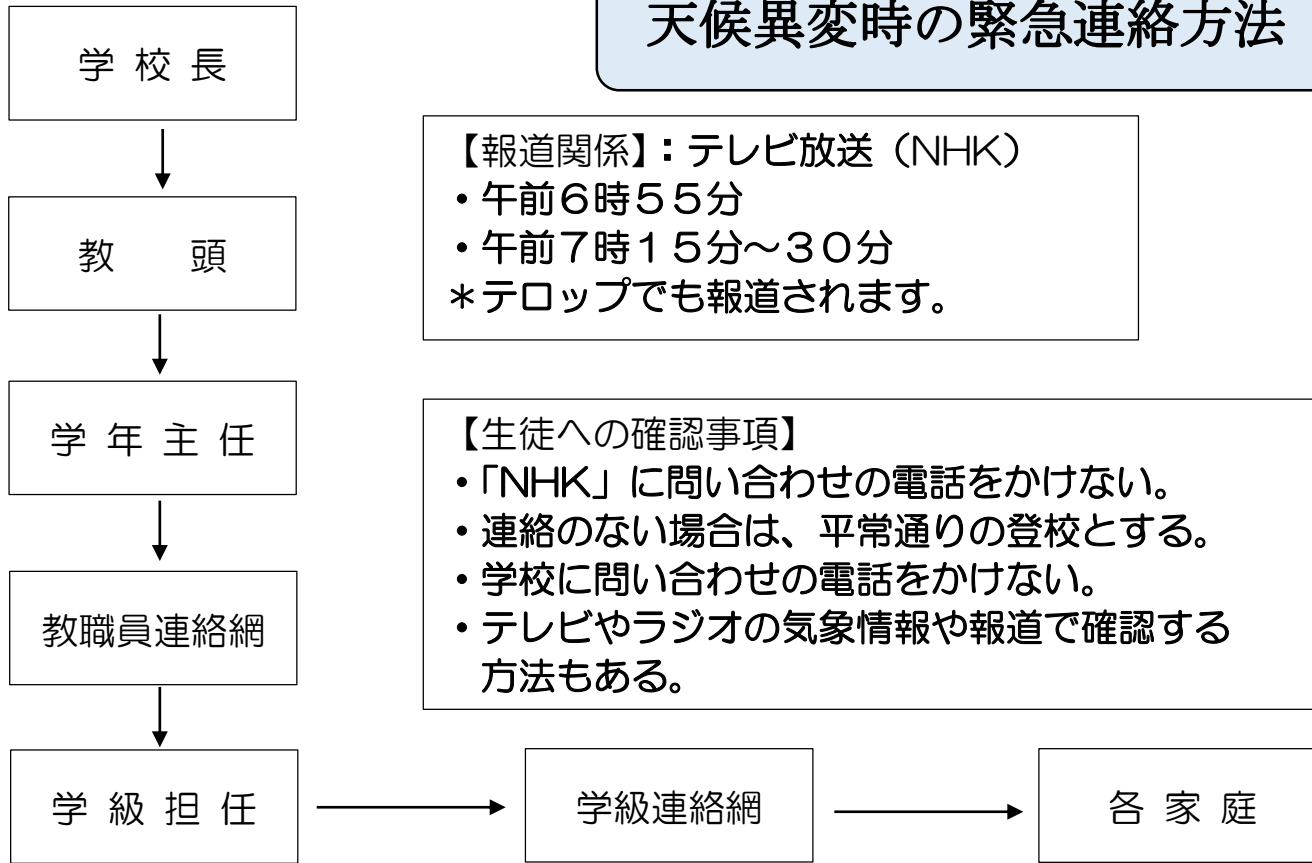 天候異変時の緊急連絡方法
学 校 長
教　　頭
学 年 主 任
教職員連絡網
学 級 担 任
学級連絡網
各 家 庭
【報道関係】：テレビ放送（NHK）
・午前６時５５分
・午前７時１５分～３０分
＊テロップでも報道されます。
【生徒への確認事項】
・「NHK」に問い合わせの電話をかけない。
・連絡のない場合は、平常通りの登校とする。
・学校に問い合わせの電話をかけない。
・テレビやラジオの気象情報や報道で確認する
方法もある。